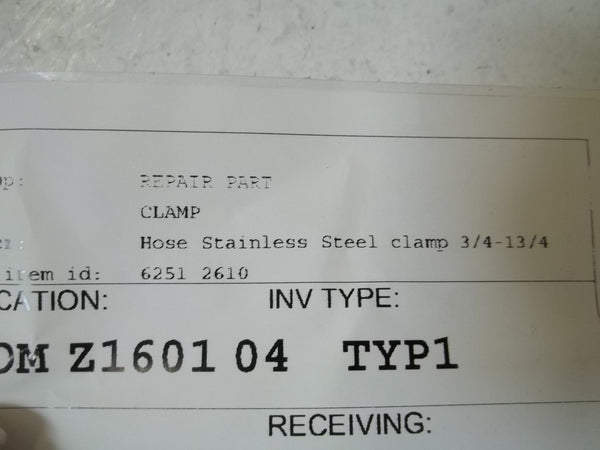 REPAIR PART
CLAMP
Hose Stainless Steel clamp 3/4-13/4
item id: 6251 2610
CATION: INV TYPE:
OM Z1601 04 TYP1
RECEIVING: